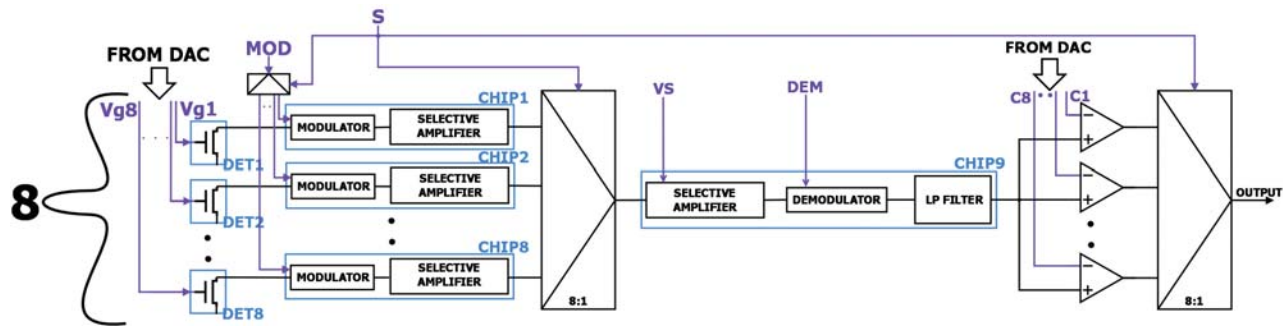 S
FROM DAC
MOD
FROM DAC
Vg8
Vg1
CHIP1
VS
DEM
C8
C1
MODULATOR
SELECTIVE
AMPLIFIER
DET1
CHIP2
CHIP9
8
MODULATOR
SELECTIVE
AMPLIFIER
SELECTIVE
AMPLIFIER
DEMODULATOR
LP FILTER
OUTPUT
DET2
CHIP8
MODULATOR
SELECTIVE
AMPLIFIER
DET8
8:1
8:1